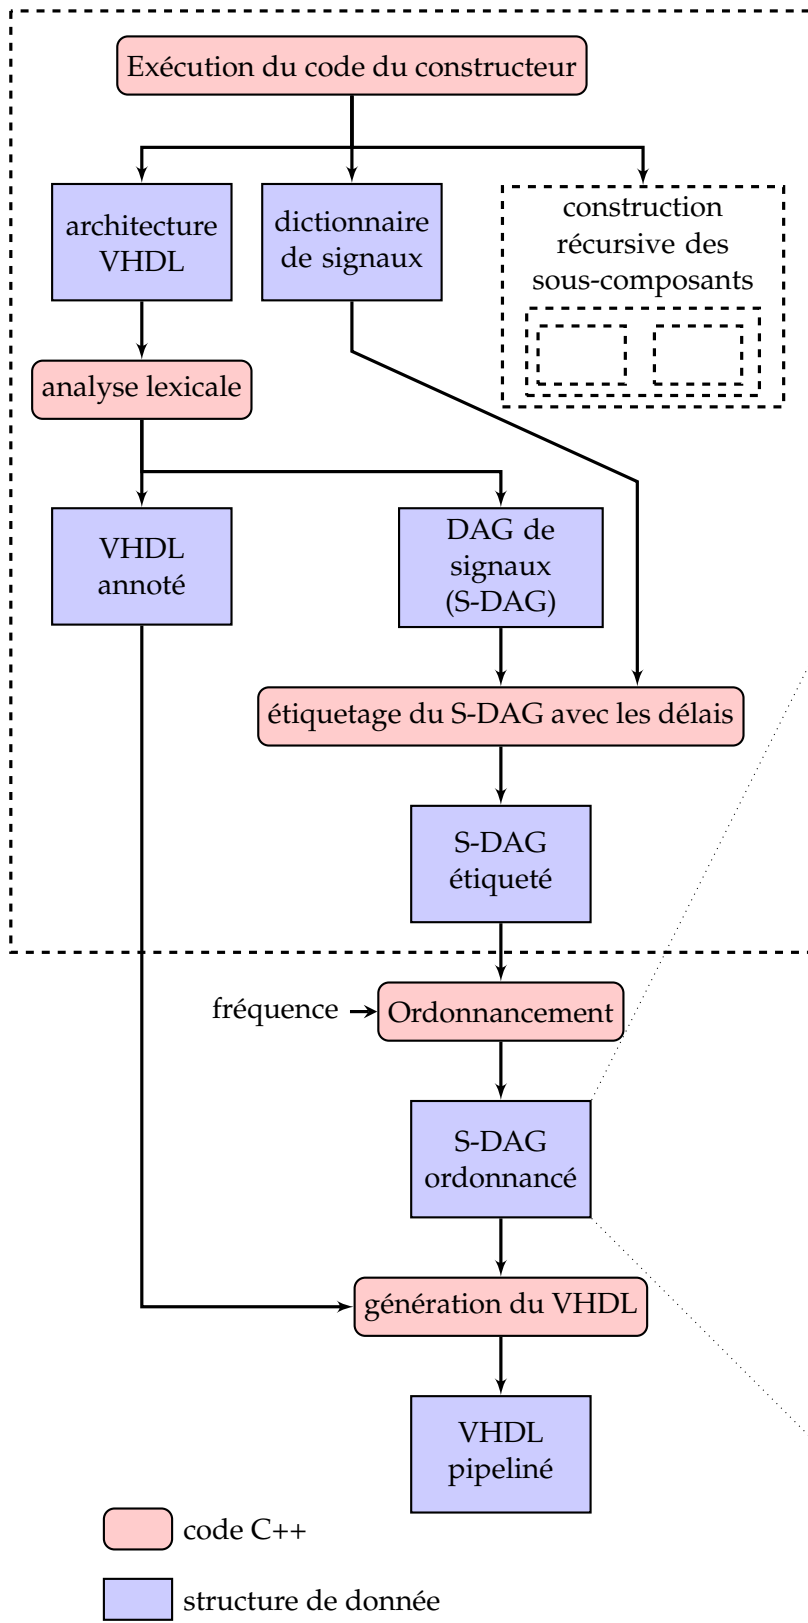 Exécution du code du constructeur
architecture
VHDL
dictionnaire
de signaux
construction
récursive des
sous-composants
analyse lexicale
VHDL
annoté
DAG de
signaux
(S-DAG)
étiquetage du S-DAG avec les délais
S-DAG
étiqueté
fréquence
Ordonnancement
S-DAG
ordonnancé
génération du VHDL
VHDL
pipeliné
code C++
structure de donnée